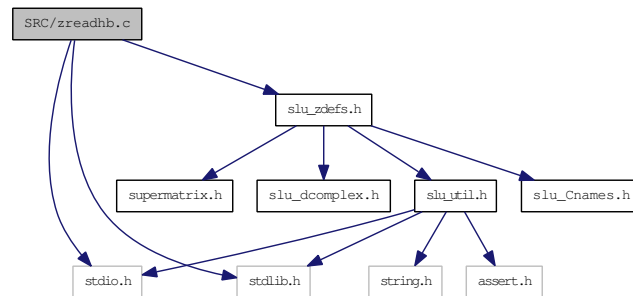 SRC/zreadhb.c
slu_zdefs.h
supermatrix.h
slu_dcomplex.h
slu_util.h
slu_Cnames.h
stdio.h
stdlib.h
string.h
assert.h